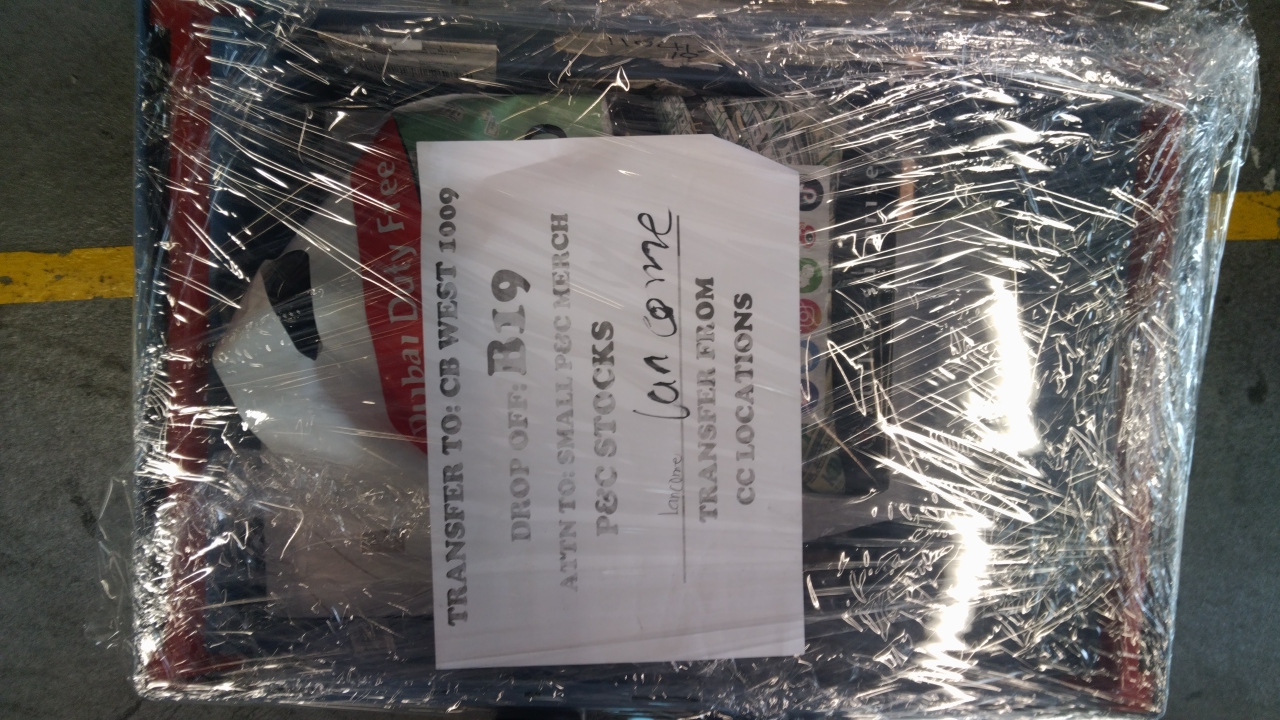 Dubai Duty Free
TRANSFER TO: CB WEST 1009
DROP OFF: B19
ATTN TO: SMALL P&C MERCH
P&C STOCKS
lancome lancome
TRANSFER FROM
CC LOCATIONS